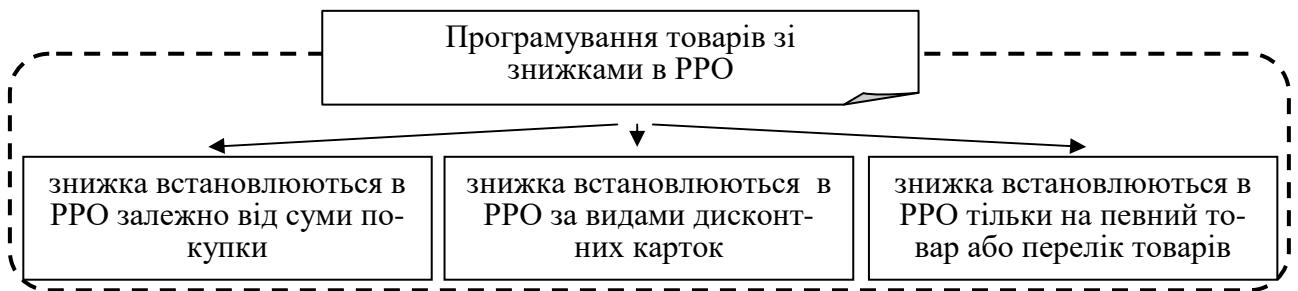 Програмування товарів зі
знижками в РРО
знижка встановлюються в
РРО залежно від суми по-
купки
знижка встановлюються в
РРО за видами дисконт-
них карток
знижка встановлюються в
РРО тільки на певний то-
вар або перелік товарів